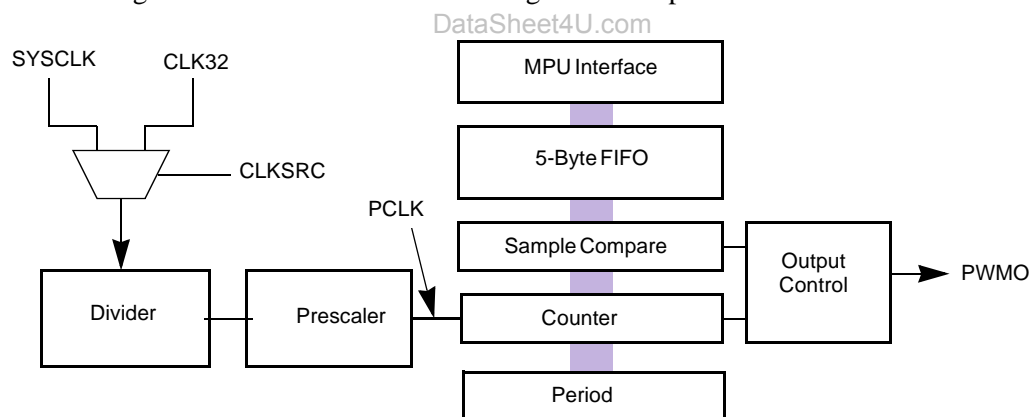 DataSheet4U.com
SYSCLK
CLK32
CLKSRC
MPU Interface
5-Byte FIFO
PCLK
Sample Compare
Output
Control
PWMO
Divider
Prescaler
Counter
Period